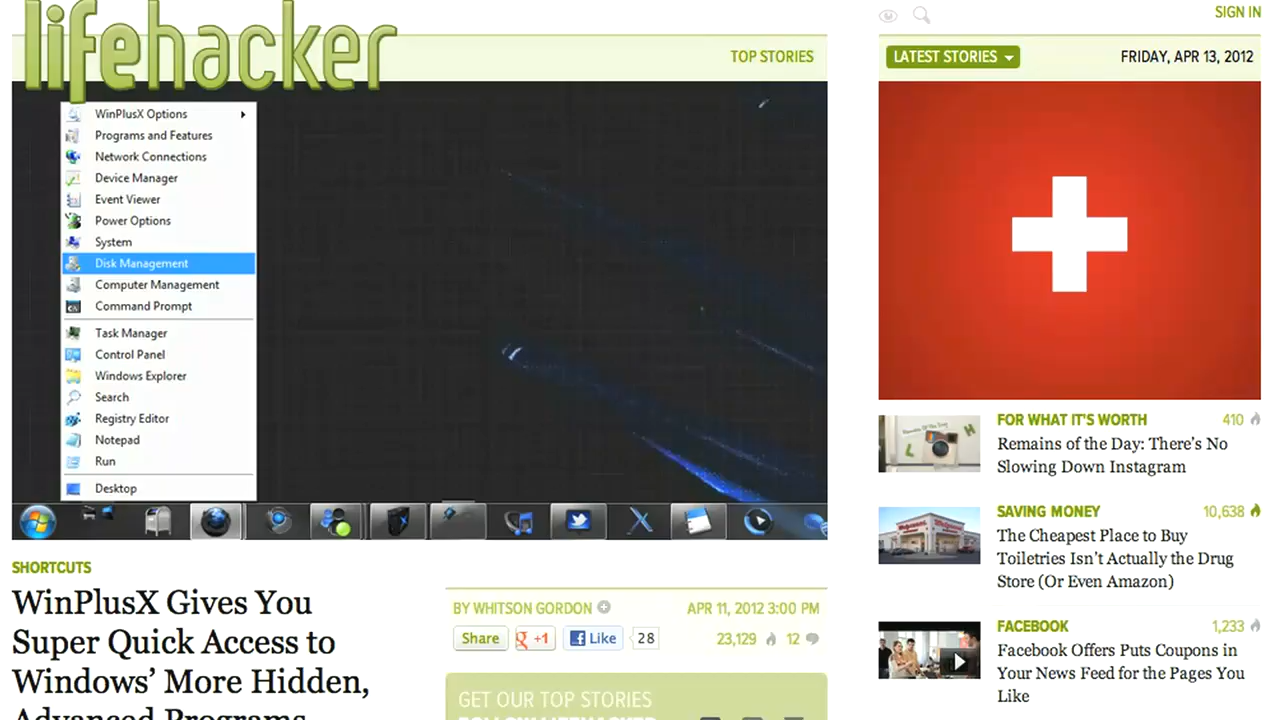 lifehacker
TOP STORIES
WinPlusX Options
Programs and Features
Network Connections
Device Manager
Event Viewer
Power Options
System
Disk Management
Computer Management
Command Prompt
Task Manager
Control Panel
Windows Explorer
Search
Registry Editor
Notepad
Run
Desktop
SHORTCUTS
WinPlusX Gives You
Super Quick Access to
Windows’ More Hidden,
Advanced Programs
BY WHITSON GORDON
APR 11, 2012 3:00 PM
Share
g +1
Like
28
23,129
12
GET OUR TOP STORIES
FOLLOW LIFEHACKER
SIGN IN
LATEST STORIES
FRIDAY, APR 13, 2012
FOR WHAT IT'S WORTH
410
Remains of the Day: There's No
Slowing Down Instagram
SAVING MONEY
10,638
The Cheapest Place to Buy
Toiletries Isn't Actually the Drug
Store (Or Even Amazon)
FACEBOOK
1,233
Facebook Offers Puts Coupons in
Your News Feed for the Pages You
Like